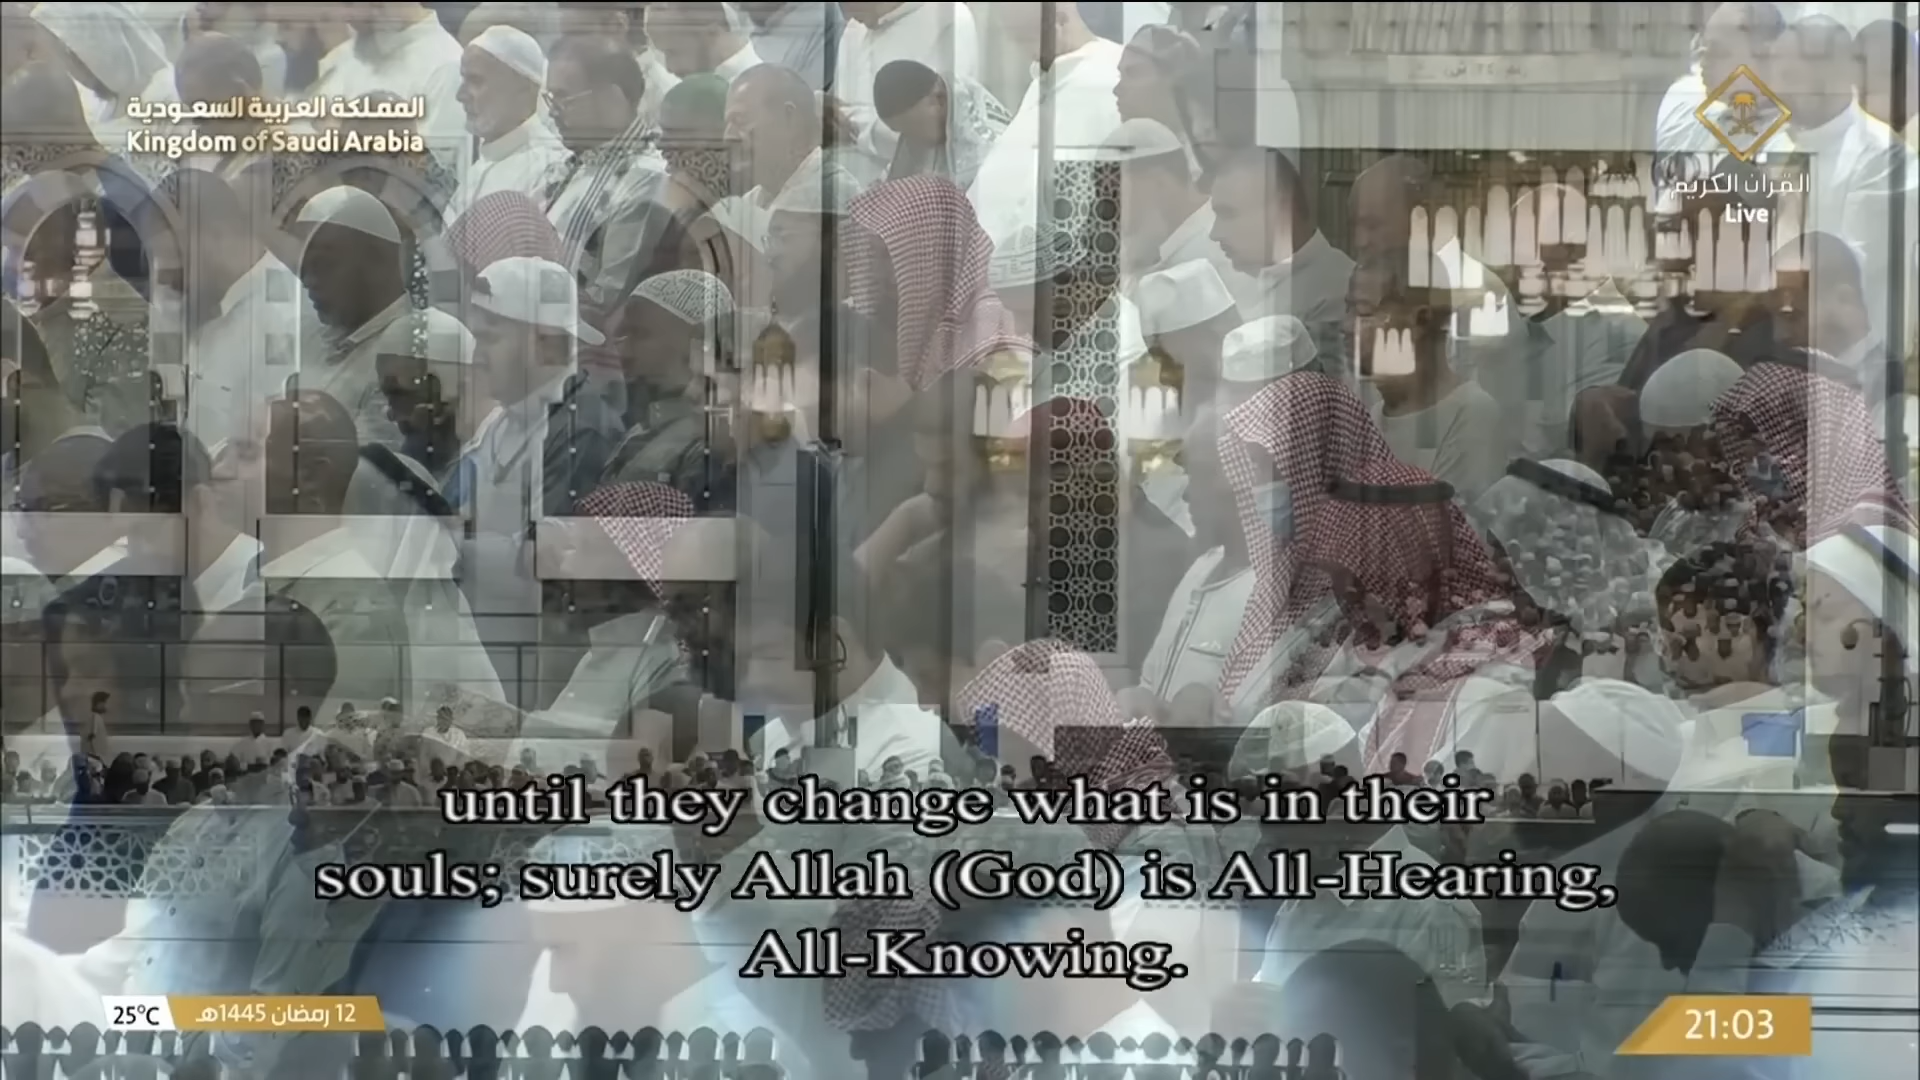 المملكة العربية السعودية
Kingdom of Saudi Arabia
القرآن الكريم
Live
until they change what is in their
souls; surely Allah (God) is All-Hearing,
All-Knowing.
25°C
12 رمضان 1445هـ
21:03